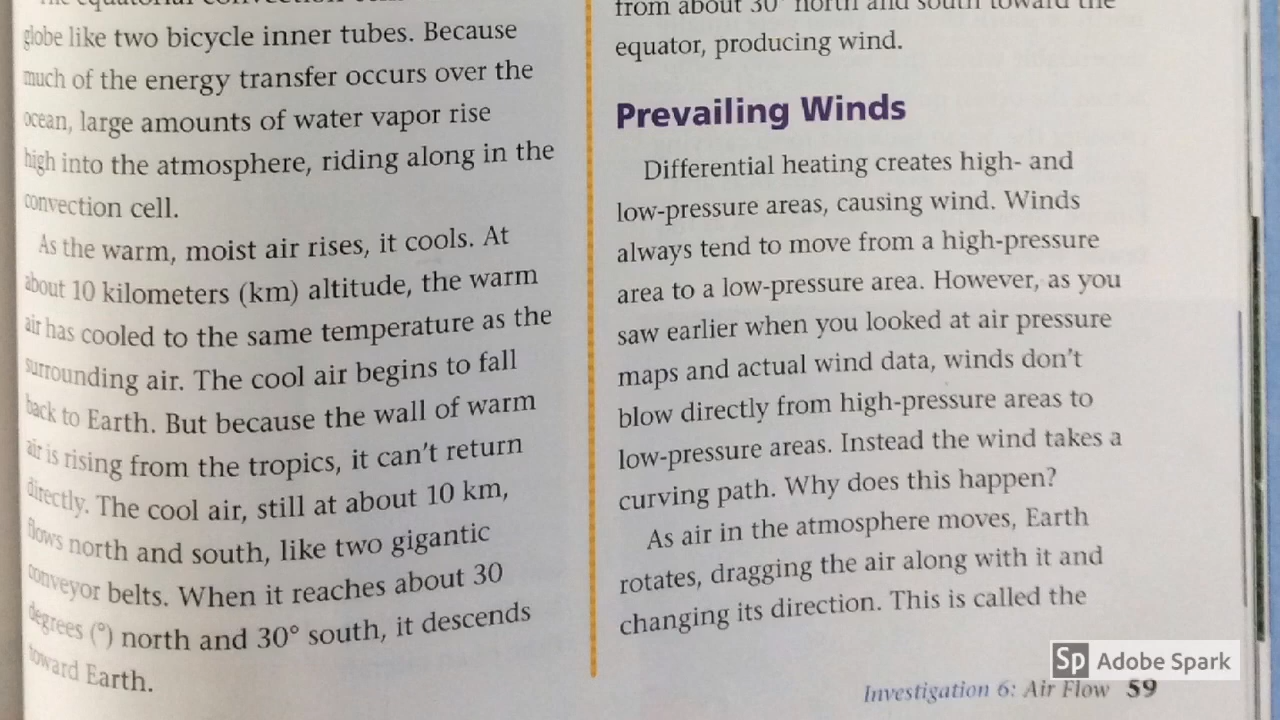 The equatorial convection
globe like two bicycle inner tubes. Because
much of the energy transfer occurs over the
ocean, large amounts of water vapor rise
high into the atmosphere, riding along in the
convection cell.
As the warm, moist air rises, it cools. At
about 10 kilometers (km) altitude, the warm
air has cooled to the same temperature as the
surrounding air. The cool air begins to fall
back to Earth. But because the wall of warm
air is rising from the tropics, it can't return
directly. The cool air, still at about 10 km,
flows north and south, like two gigantic
conveyor belts. When it reaches about 30
degrees (°) north and 30° south, it descends
toward Earth.
from about 30° north and south toward the
equator, producing wind.
Prevailing Winds
Differential heating creates high- and
low-pressure areas, causing wind. Winds
always tend to move from a high-pressure
area to a low-pressure area. However, as you
saw earlier when you looked at air pressure
maps and actual wind data, winds don't
blow directly from high-pressure areas to
low-pressure areas. Instead the wind takes a
curving path. Why does this happen?
As air in the atmosphere moves, Earth
rotates, dragging the air along with it and
changing its direction. This is called the
Sp Adobe Spark
Investigation 6: Air Flow 59